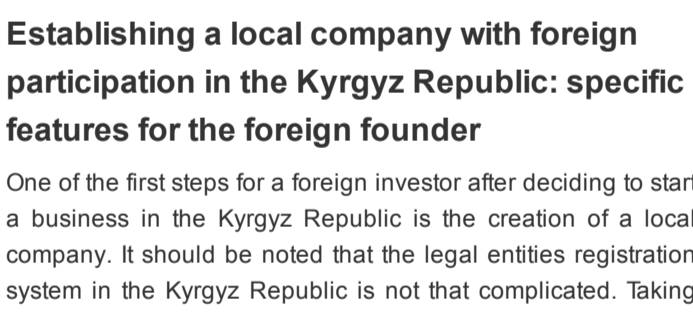 Establishing a local company with foreign
participation in the Kyrgyz Republic: specific
features for the foreign founder
One of the first steps for a foreign investor after deciding to start
a business in the Kyrgyz Republic is the creation of a local
company. It should be noted that the legal entities registration
system in the Kyrgyz Republic is not that complicated. Taking